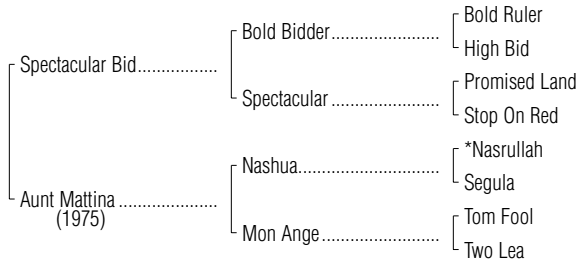 Bold Ruler
Bold Bidder
High Bid
Spectacular Bid
Promised Land
Spectacular
Stop On Red
*Nasrullah
Nashua
Segula
Aunt Mattina
(1975)
Tom Fool
Mon Ange
Two Lea